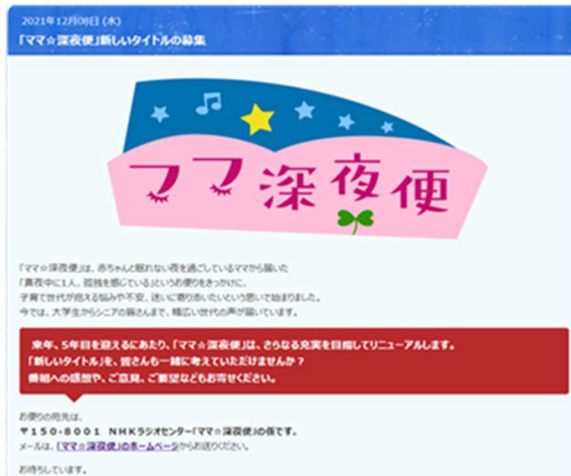 2021年12月08日 (水)
「ママ☆深夜便」新しいタイトルの募集
ママ深夜便
「ママ☆深夜便」は、赤ちゃんと眠れない夜を過ごしているママから届いた
「真夜中に1人、孤独を感じている」というお便りをきっかけに、
子育て世代が抱える悩みや不安、迷いに寄り添いたいという思いで始まりました。
今では、大学生からシニアの皆さんまで、幅広い世代の声が届いています。
来年、5年目を迎えるにあたり、「ママ☆深夜便」は、さらなる充実を目指してリニューアルします。
「新しいタイトル」を、皆さんも一緒に考えていただけませんか?
番組への感想や、ご意見、ご要望などもお寄せください。
お便りの宛先は、
〒150-8001 NHKラジオセンター「ママ☆深夜便」の係です。
メールは、「ママ☆深夜便」のホームページからお送りください。
お待ちしています。